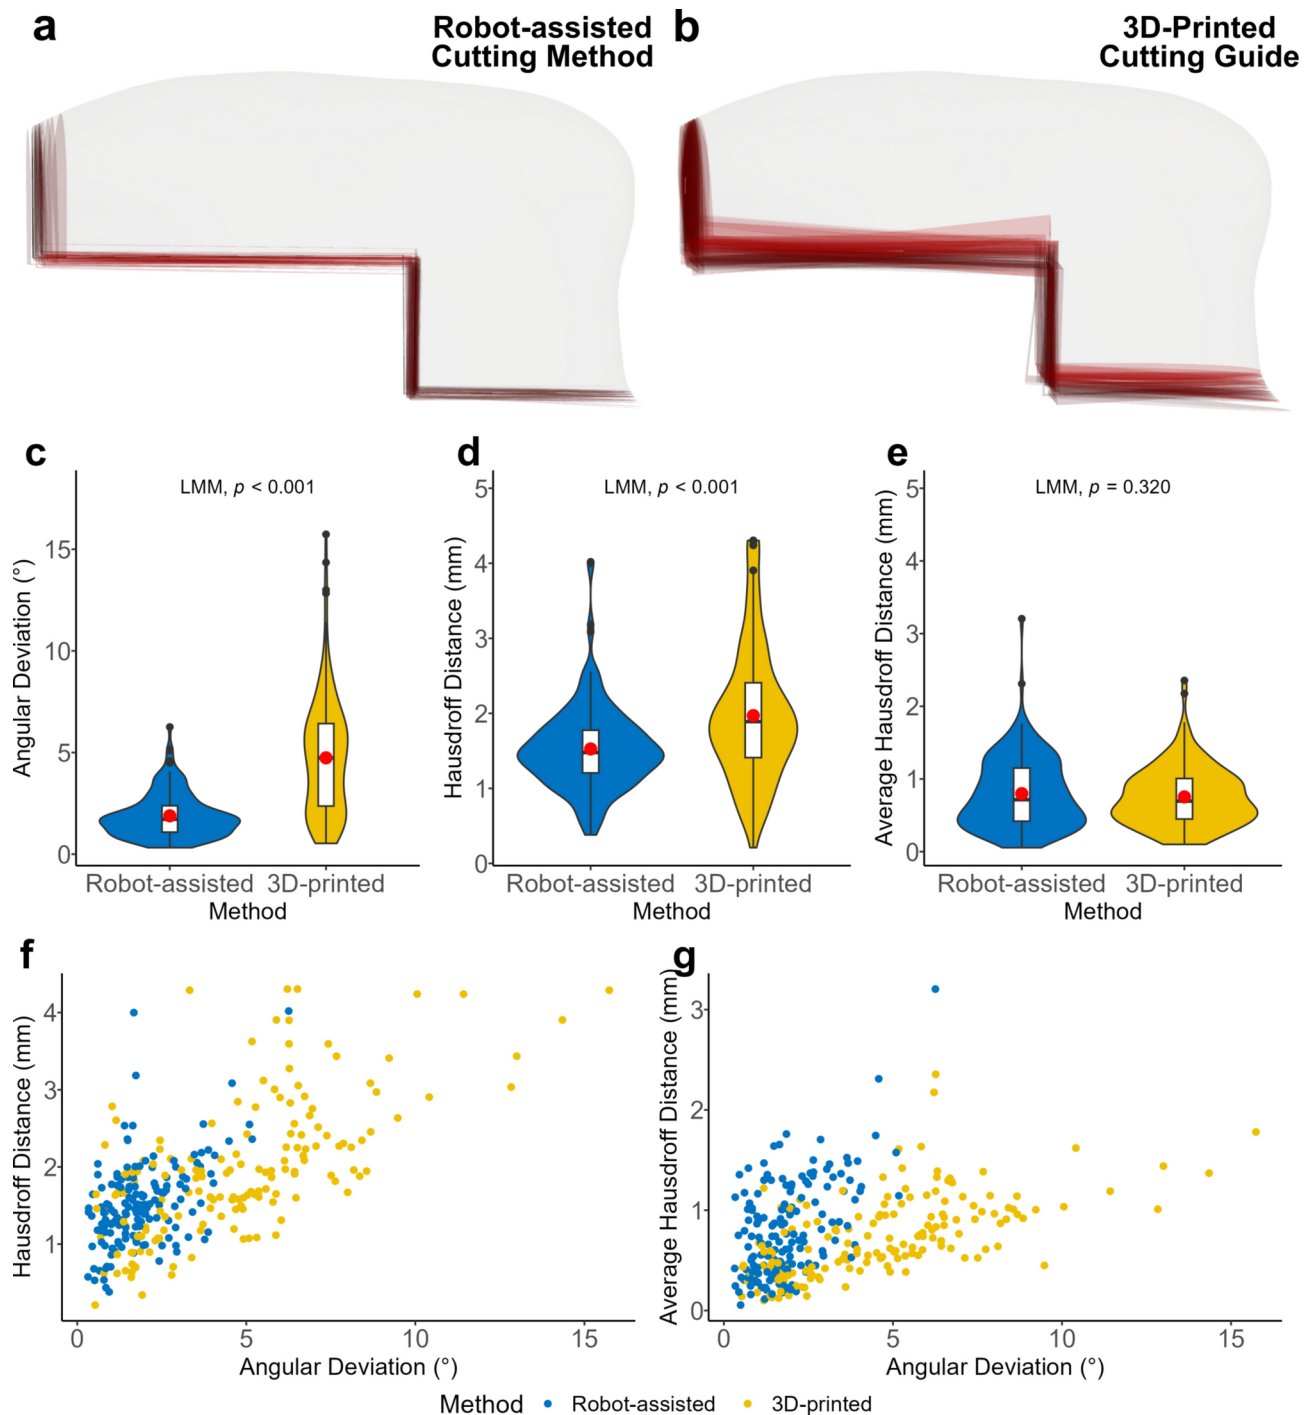 a
Robot-assisted
Cutting Method
b
3D-Printed
Cutting Guide
c
LMM, p < 0.001
Angular Deviation (°)
15
10
5
0
Robot-assisted 3D-printed
Method
d
LMM, p < 0.001
Hausdroff Distance (mm)
5
4
3
2
1
0
Robot-assisted 3D-printed
Method
e
LMM, p = 0.320
Average Hausdroff Distance (mm)
5
4
3
2
1
0
Robot-assisted 3D-printed
Method
f
Hausdroff Distance (mm)
4
3
2
1
0 5 10 15
Angular Deviation (°)
g
Average Hausdroff Distance (mm)
3
2
1
0
0 5 10 15
Angular Deviation (°)
Method Robot-assisted 3D-printed